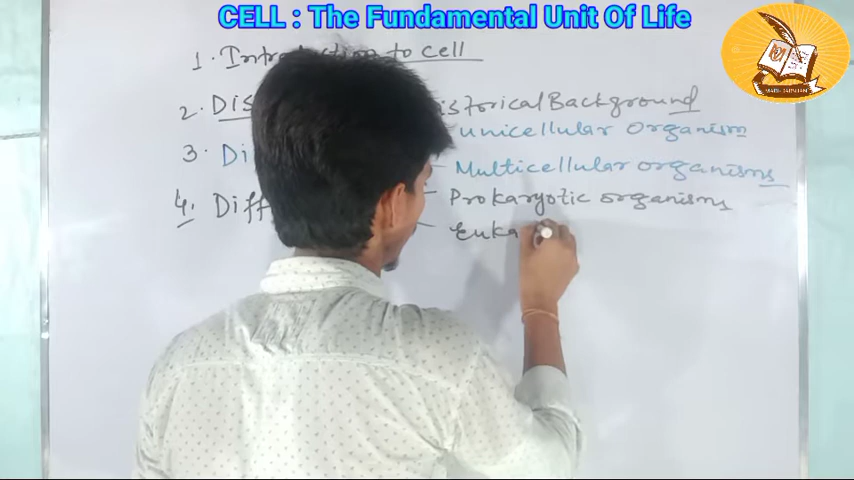 CELL : The Fundamental Unit Of Life
1. Introduction to cell
2. Dis istorical Background
unicellular Organism
3. Di
Multicellular organisms
Prokaryotic organisms
4. Diff
Euka